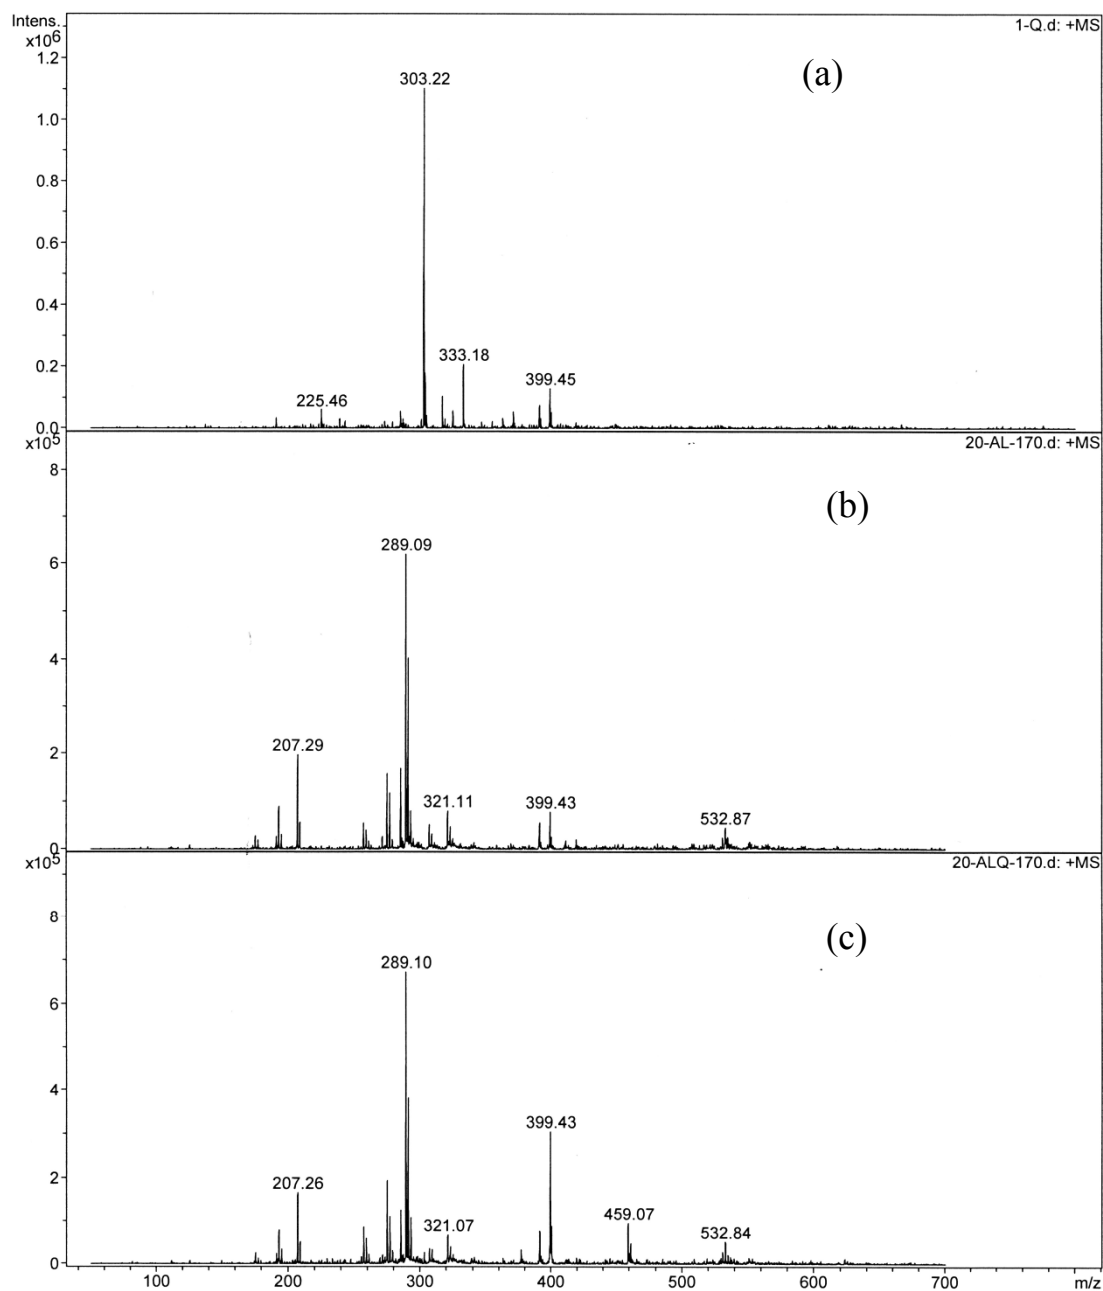 Intens.
x10^6
1-Q.d: +MS
(a)
1.2
303.22
1.0
0.8
0.6
0.4
333.18
0.2
399.45
225.46
0.0
x10^5
20-AL-170.d: +MS
8
(b)
6
289.09
4
2
207.29
321.11
399.43
532.87
0
x10^5
20-ALQ-170.d: +MS
8
(c)
289.10
6
4
399.43
2
207.26
459.07
321.07
532.84
0
100 200 300 400 500 600 700 m/z